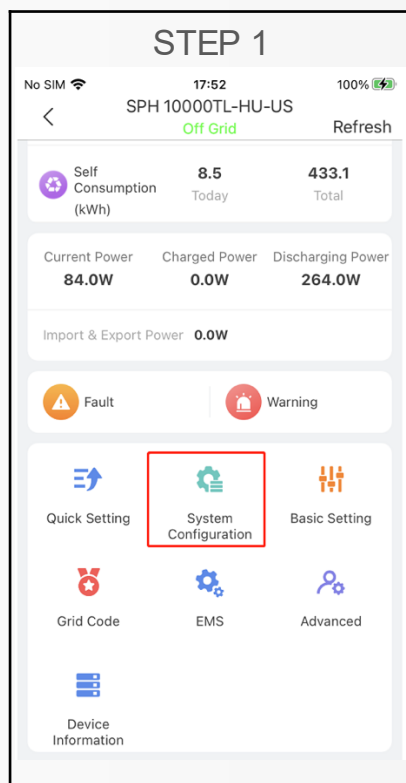 STEP 1
No SIM 17:52 100%
SPH 10000TL-HU-US
Off Grid Refresh
Self
Consumption
(kWh)
8.5 433.1
Today Total
Current Power Charged Power Discharging Power
84.0W 0.0W 264.0W
Import & Export Power 0.0W
Fault Warning
Quick Setting System
Configuration Basic Setting
Grid Code EMS Advanced
Device
Information